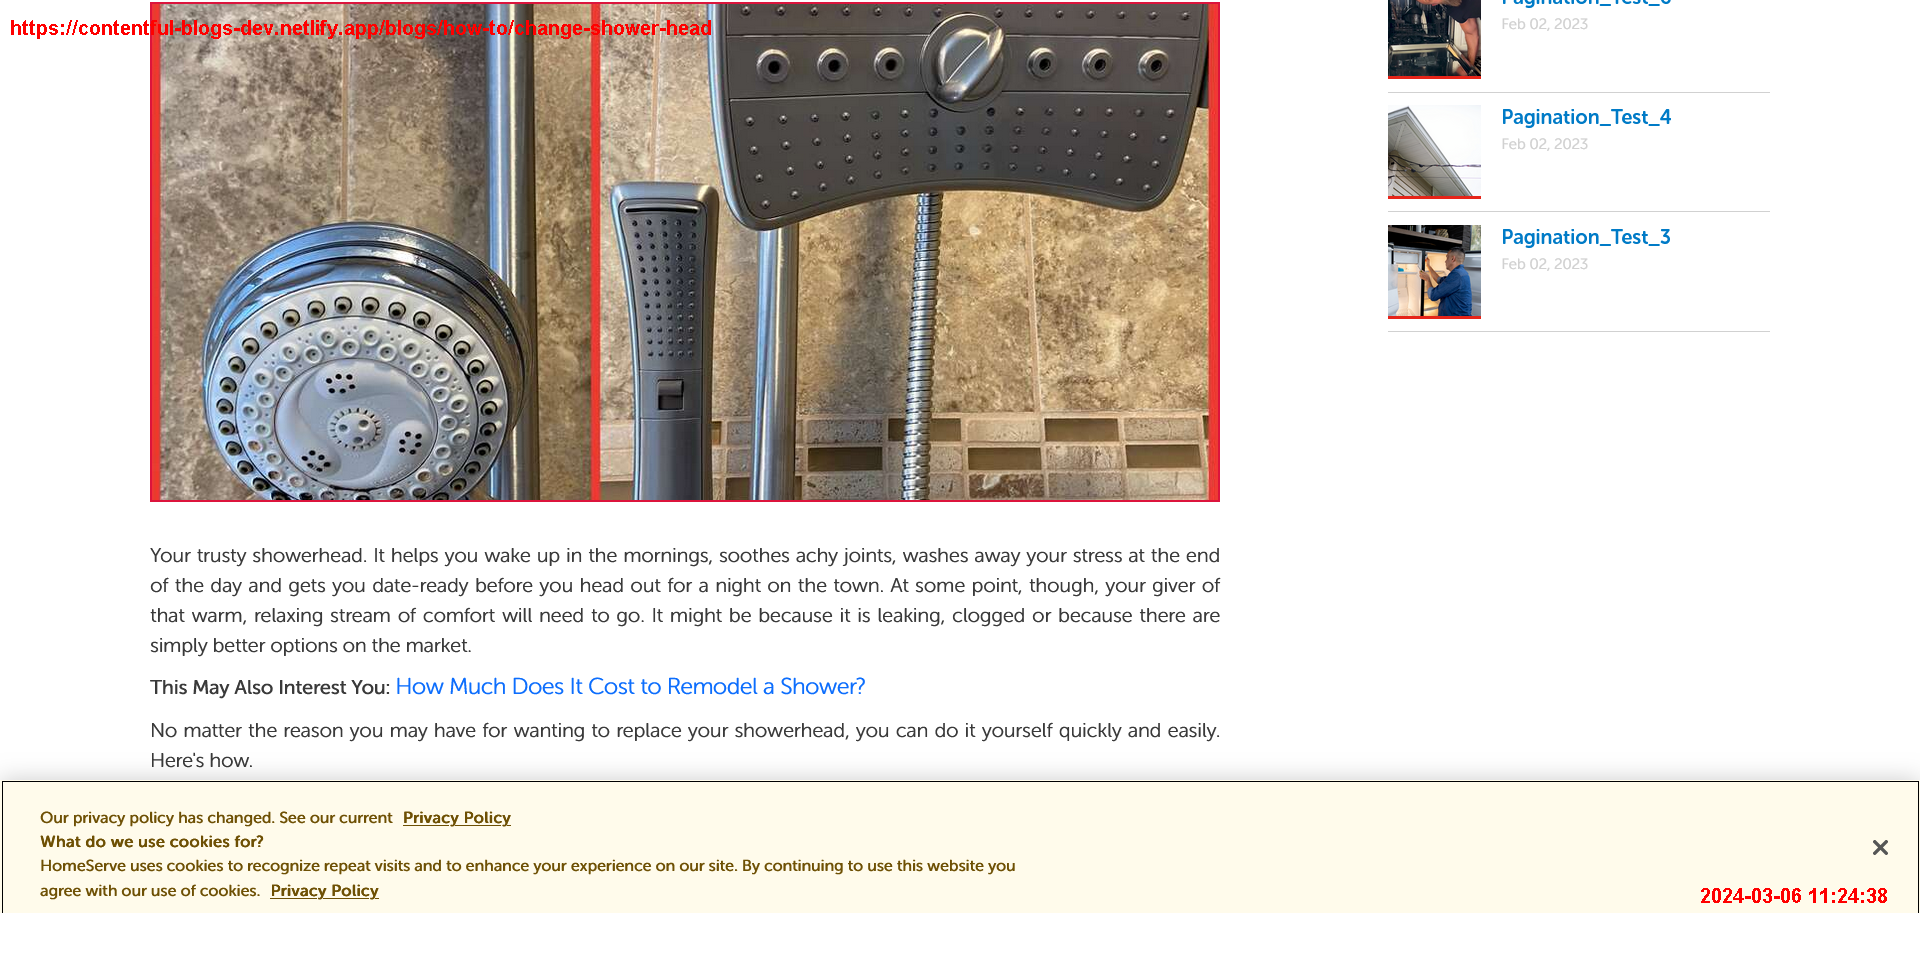 https://contentful-blogs-dev.netlify.app/blogs/how-to/change-shower-head
Feb 02, 2023
Pagination_Test_4
Feb 02, 2023
Pagination_Test_3
Feb 02, 2023
Your trusty showerhead. It helps you wake up in the mornings, soothes achy joints, washes away your stress at the end
of the day and gets you date-ready before you head out for a night on the town. At some point, though, your giver of
that warm, relaxing stream of comfort will need to go. It might be because it is leaking, clogged or because there are
simply better options on the market.
This May Also Interest You: How Much Does It Cost to Remodel a Shower?
No matter the reason you may have for wanting to replace your showerhead, you can do it yourself quickly and easily.
Here's how.
Our privacy policy has changed. See our current Privacy Policy
What do we use cookies for?
HomeServe uses cookies to recognize repeat visits and to enhance your experience on our site. By continuing to use this website you
agree with our use of cookies. Privacy Policy
2024-03-06 11:24:38